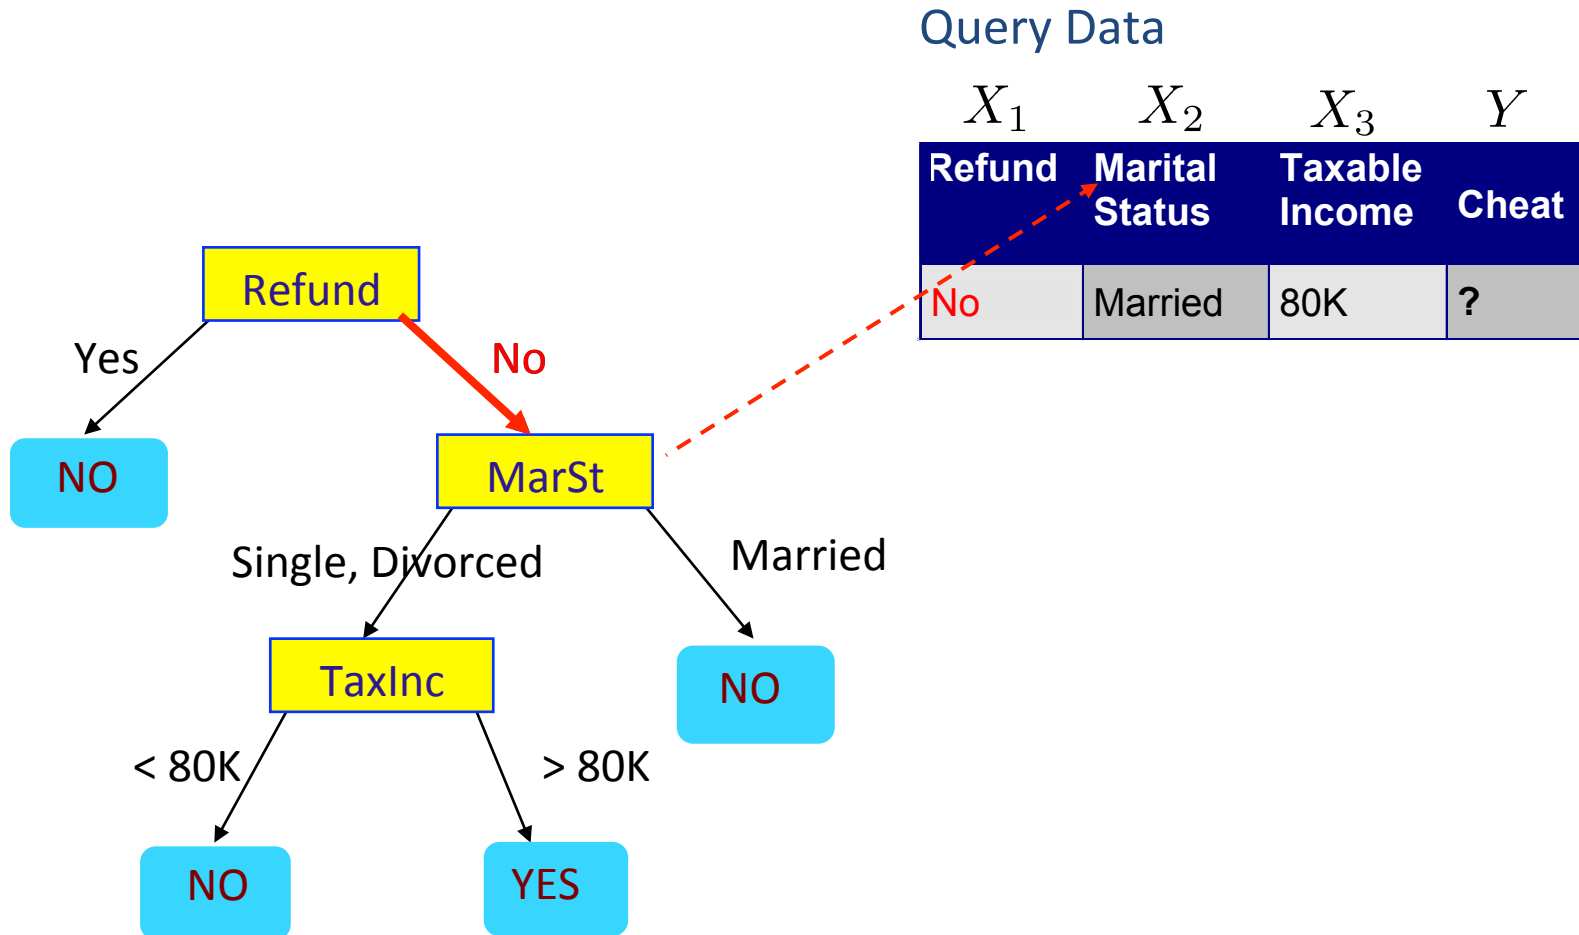 Query Data
X₁ X₂ X₃ Y
Refund Marital Status Taxable Income Cheat
No Married 80K ?
Refund
Yes
No
NO
MarSt
Single, Divorced
Married
TaxInc
NO
< 80K
> 80K
NO
YES